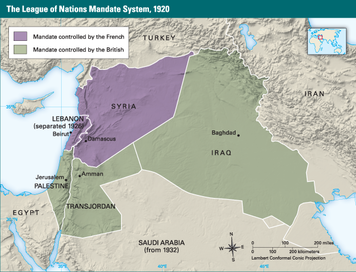 The League of Nations Mandate System, 1920
Mandate controlled by the French
Mandate controlled by the British
TURKEY
IRAN
SYRIA
LEBANON
(separated 1926)
Beirut
Damascus
Baghdad
IRAQ
Jerusalem
Amman
PALESTINE
TRANSJORDAN
EGYPT
SAUDI ARABIA
(from 1932)
N
W
E
S
0 200 miles
0 200 kilometers
Lambert Conformal Conic Projection